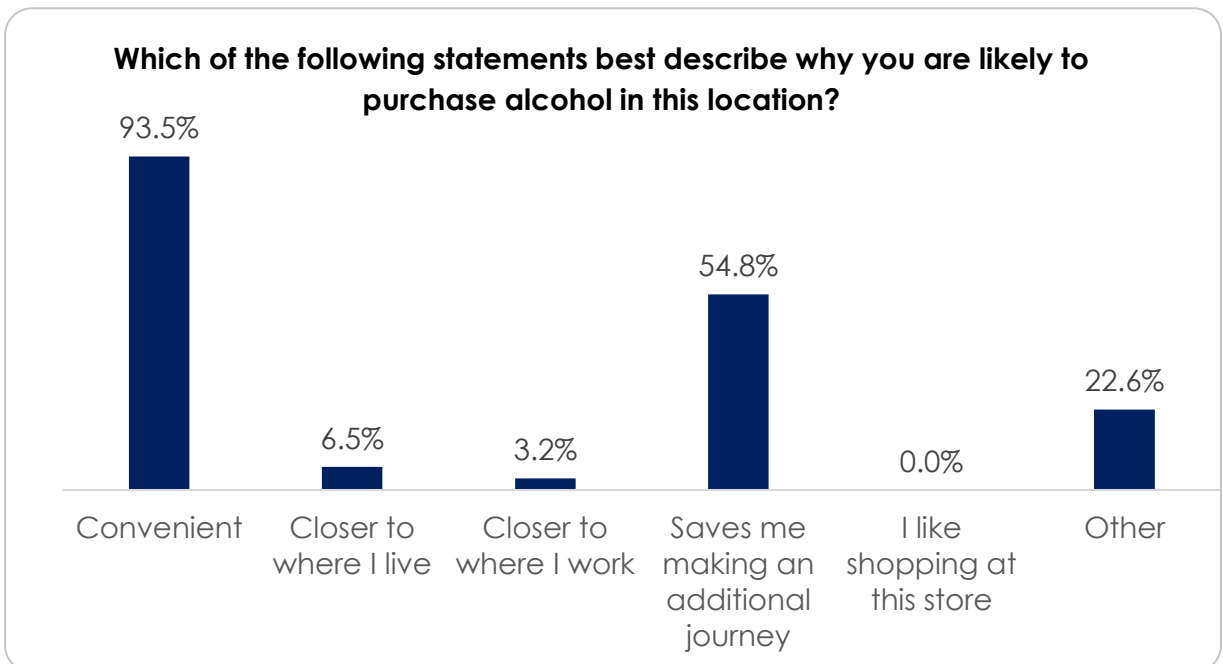 Which of the following statements best describe why you are likely to
purchase alcohol in this location?
93.5%
54.8%
22.6%
6.5%
3.2%
0.0%
Convenient
Closer to
where I live
Closer to
where I work
Saves me
making an
additional
journey
I like
shopping at
this store
Other